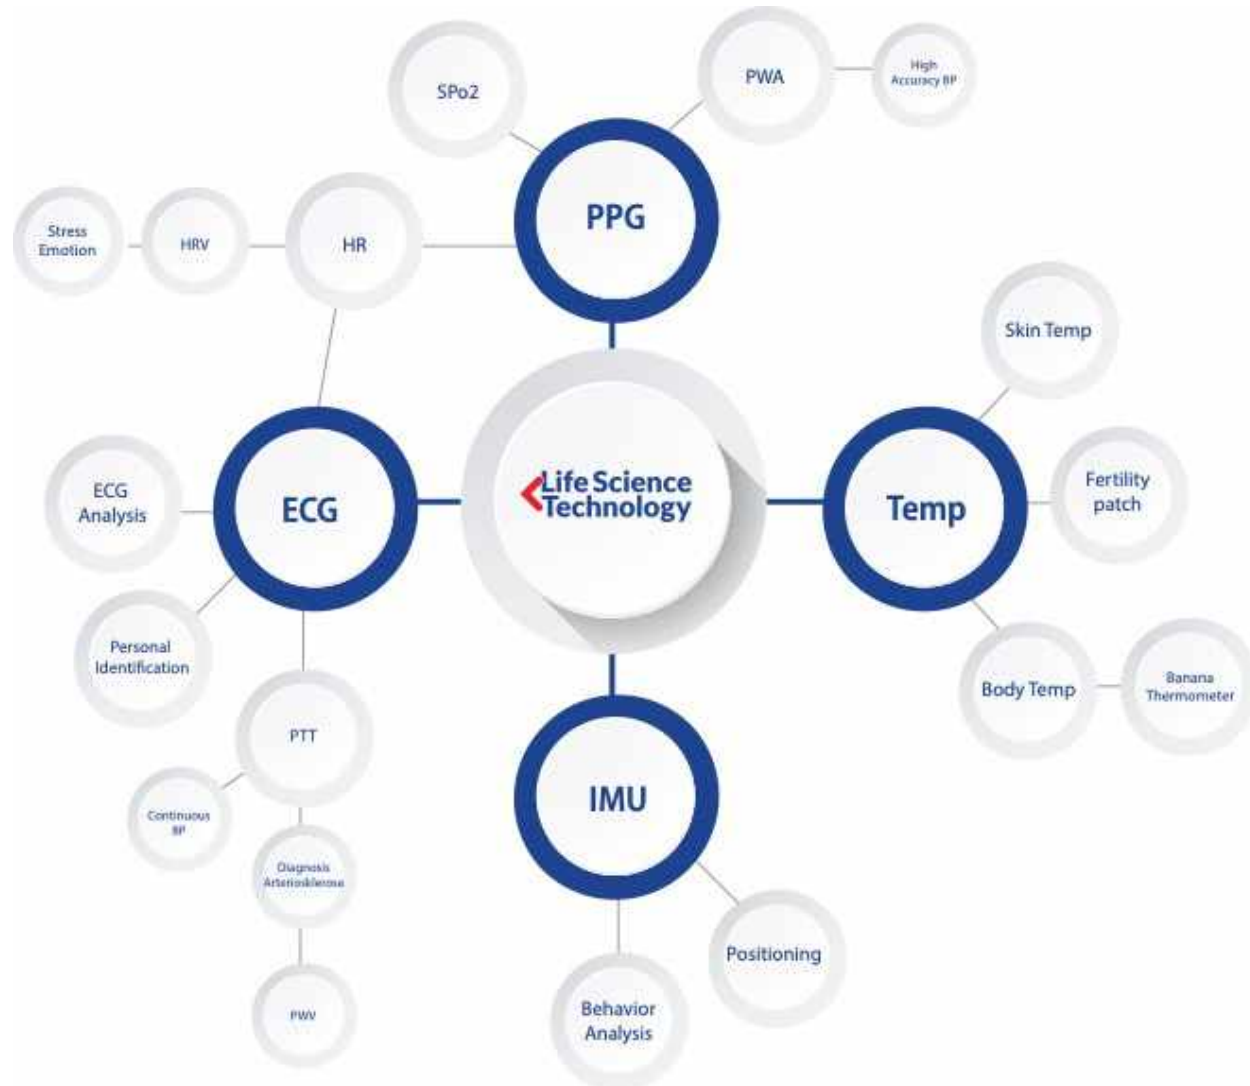 SPo2
PWA
High
Accuracy BP
PPG
Stress
Emotion
HRV
HR
Skin Temp
ECG
Analysis
ECG
Life Science
Technology
Temp
Fertility
patch
Personal
Identification
Body Temp
Banana
Thermometer
PTT
IMU
Continuous
BP
Diagnosis
Arteriosklerose
Positioning
PWV
Behavior
Analysis